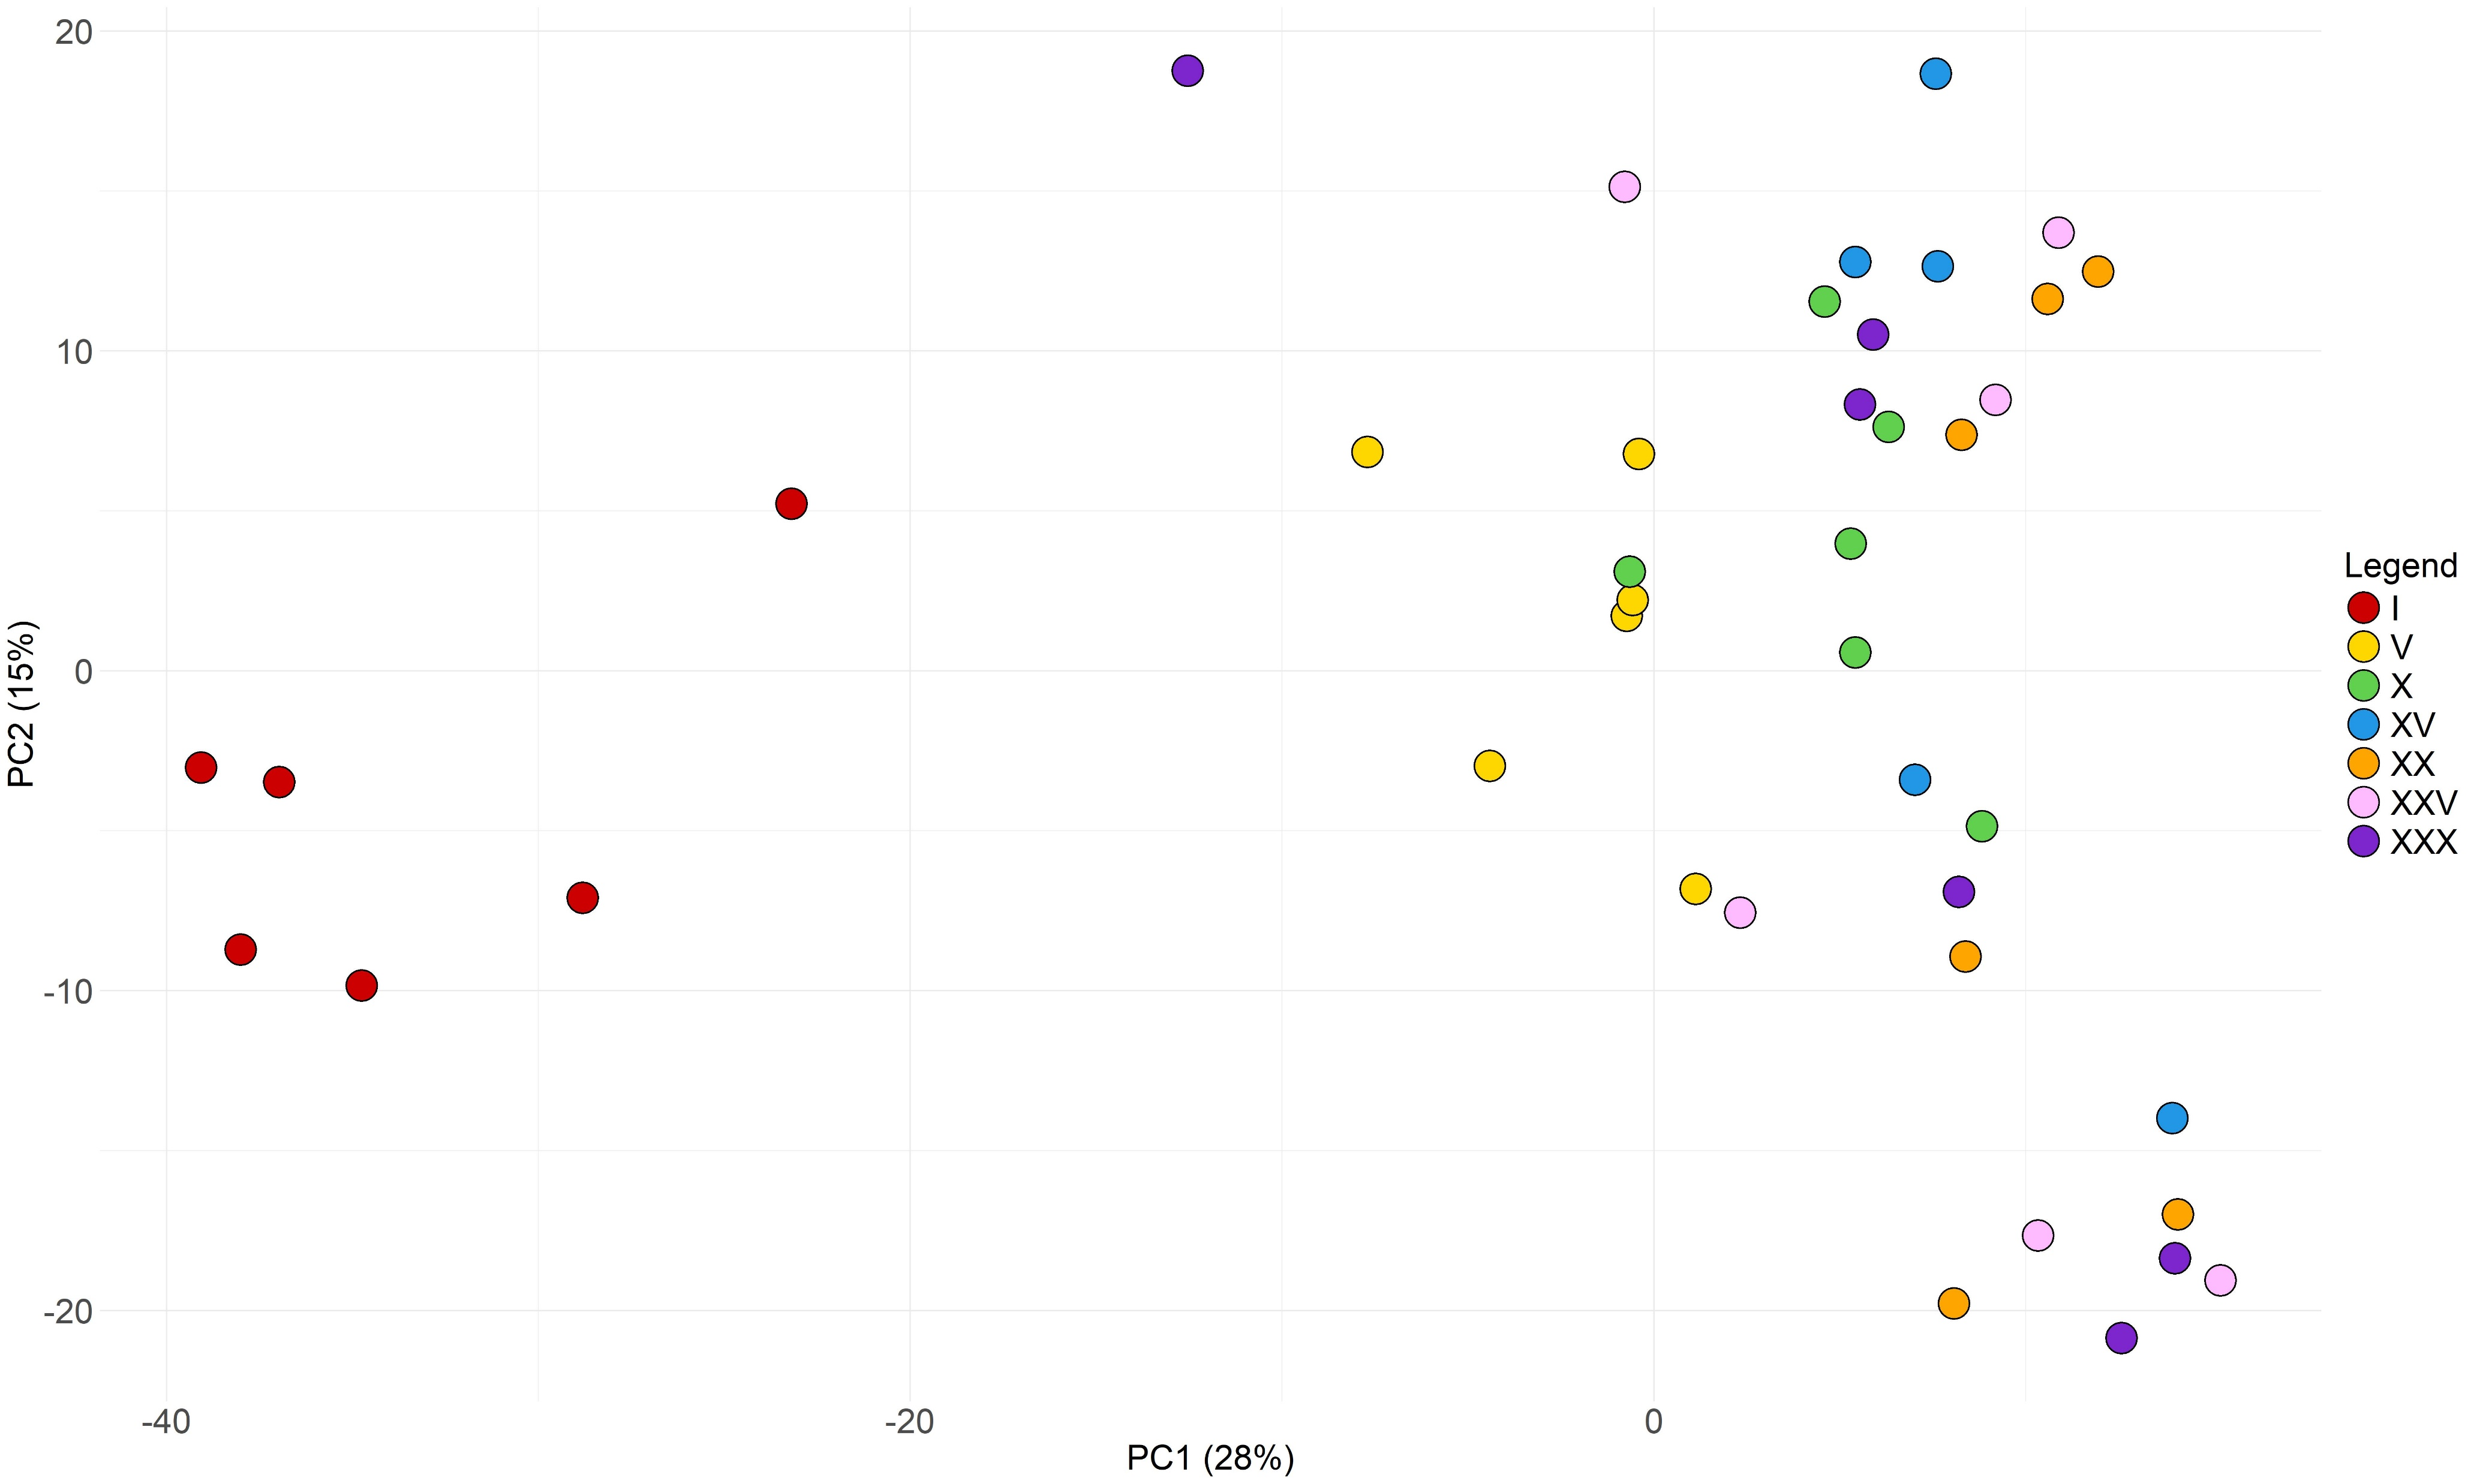 20
10
0
-10
-20
-40
-20
0
PC2 (15%)
PC1 (28%)
Legend
I
V
X
XV
XX
XXV
XXX